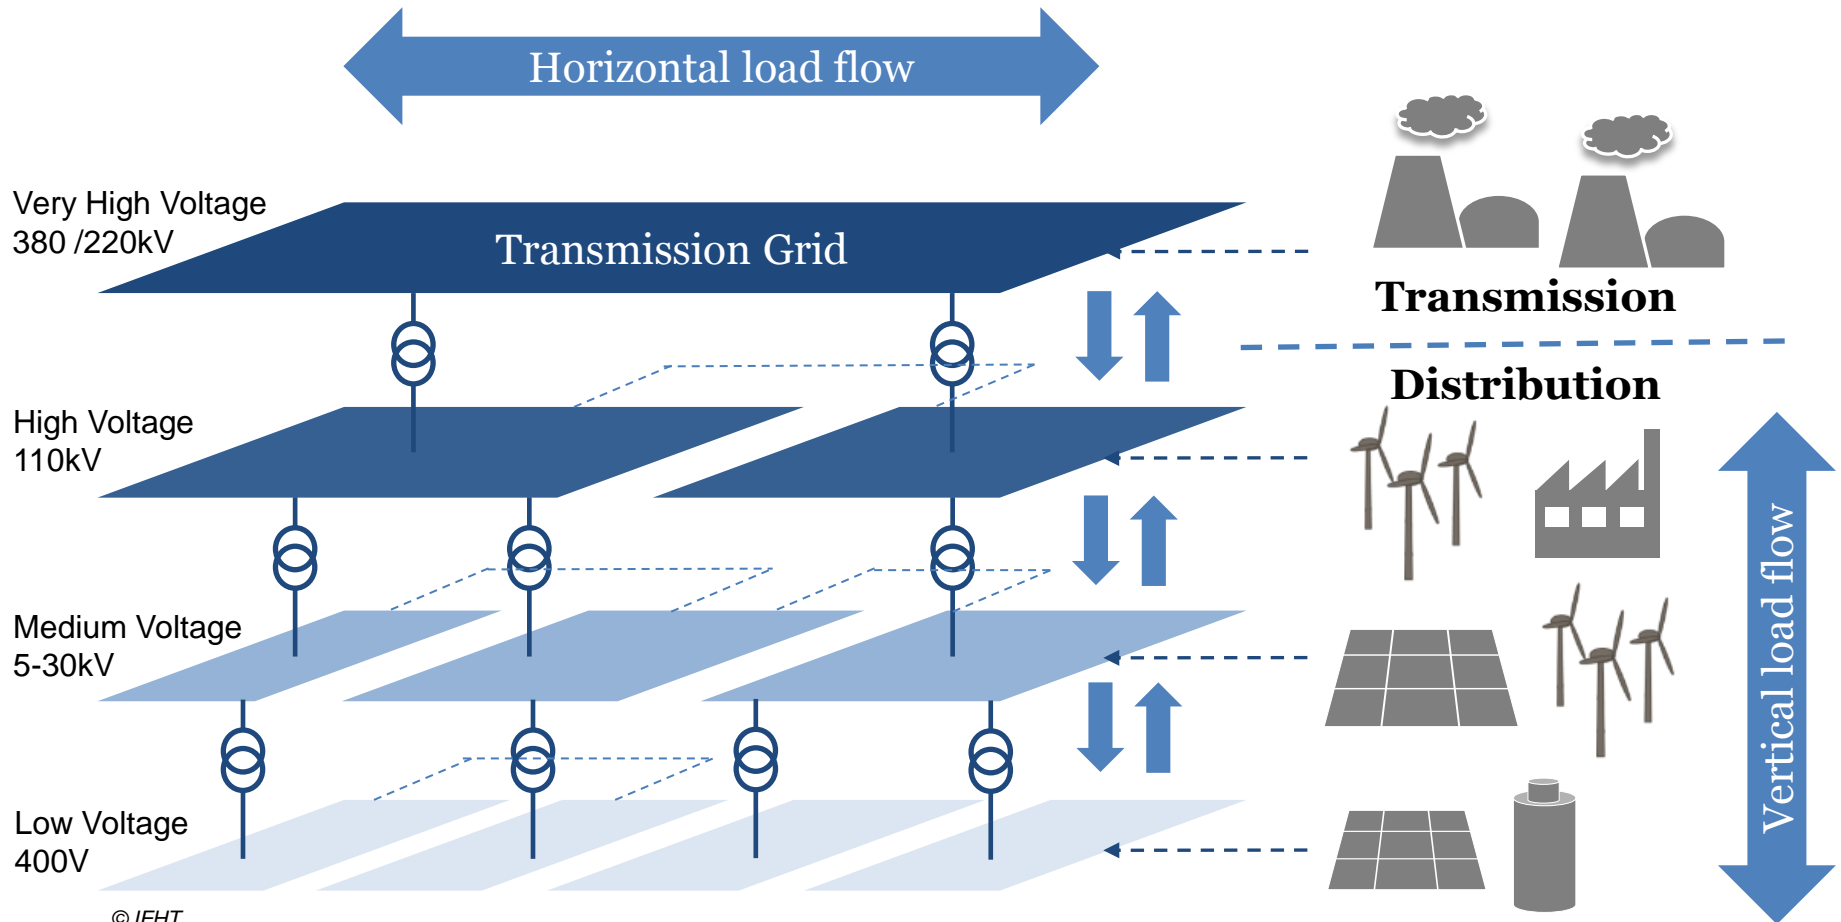 Horizontal load flow
Very High Voltage
380 /220kV
Transmission Grid
Transmission
Distribution
High Voltage
110kV
Medium Voltage
5-30kV
Vertical load flow
Low Voltage
400V
© IFHT